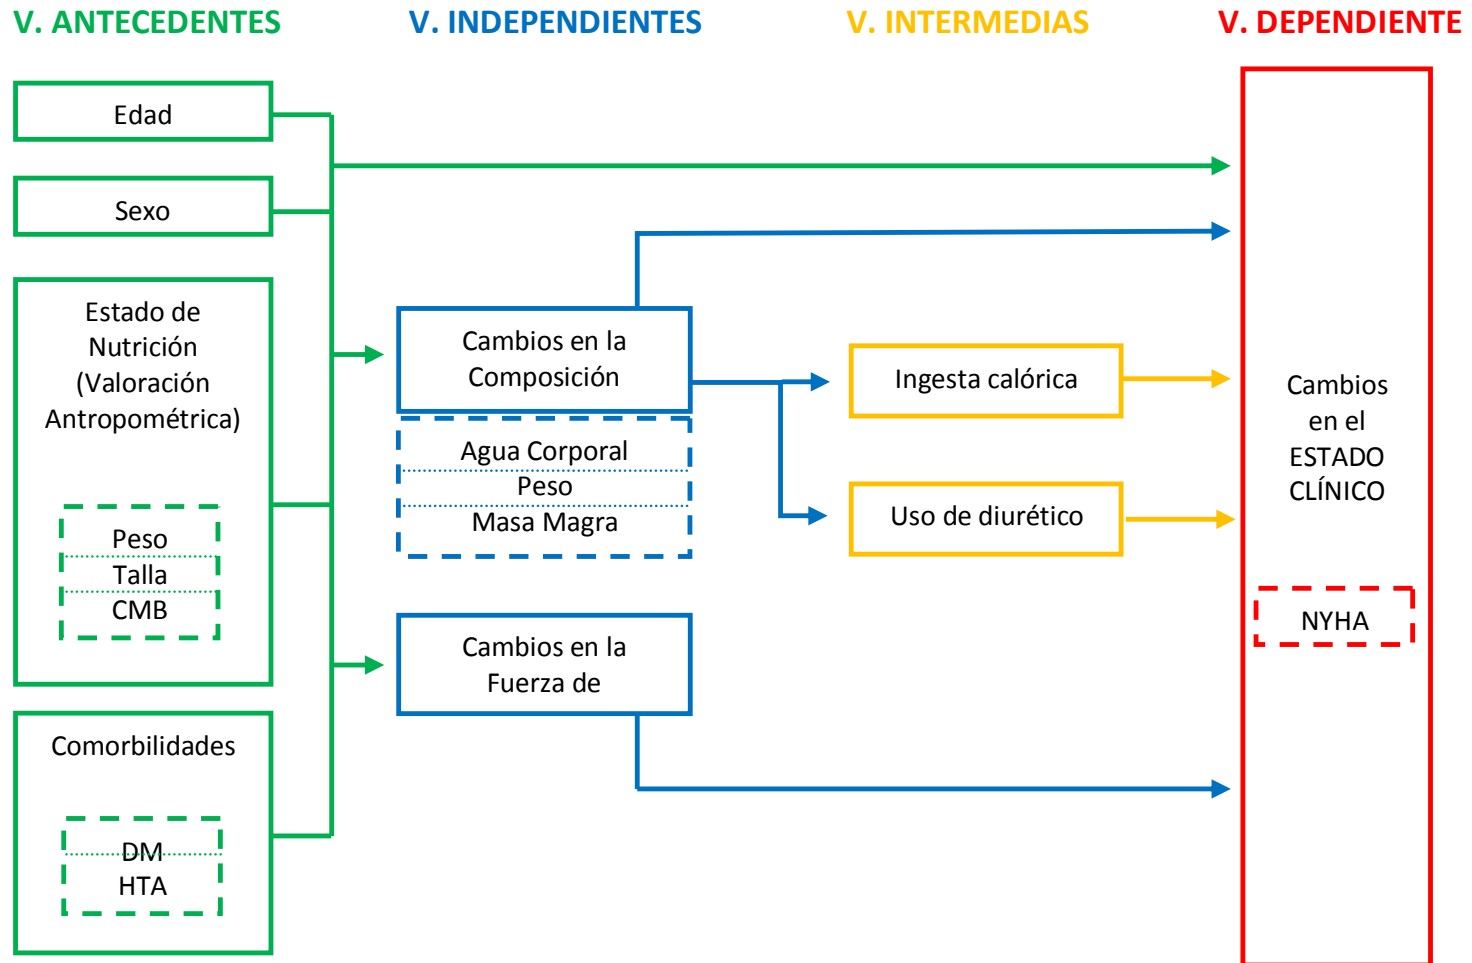 V. ANTECEDENTES
V. INDEPENDIENTES
V. INTERMEDIAS
V. DEPENDIENTE
Edad
Sexo
Estado de
Nutrición
(Valoración
Antropométrica)
Peso
Talla
CMB
Comorbilidades
DM
HTA
Cambios en la
Composición
Agua Corporal
Peso
Masa Magra
Cambios en la
Fuerza de
Ingesta calórica
Uso de diurético
Cambios
en el
ESTADO
CLÍNICO
NYHA